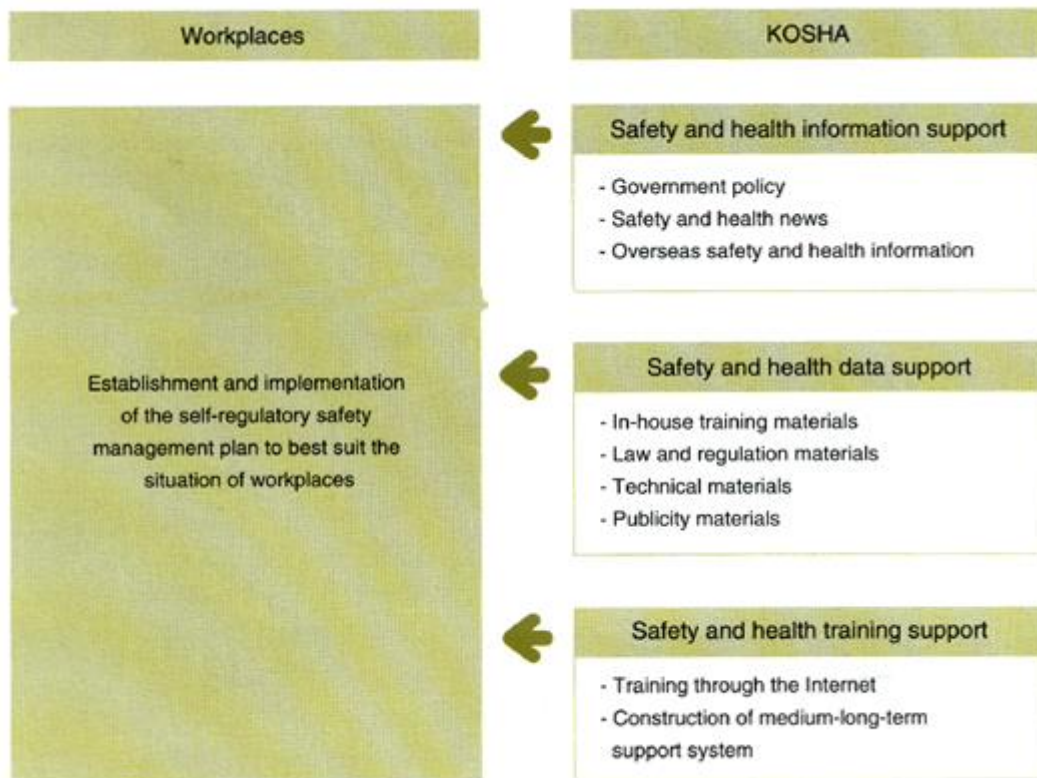 Workplaces
KOSHA
Establishment and implementation
of the self-regulatory safety
management plan to best suit the
situation of workplaces
Safety and health information support
- Government policy
- Safety and health news
- Overseas safety and health information
Safety and health data support
- In-house training materials
- Law and regulation materials
- Technical materials
- Publicity materials
Safety and health training support
- Training through the Internet
- Construction of medium-long-term
support system